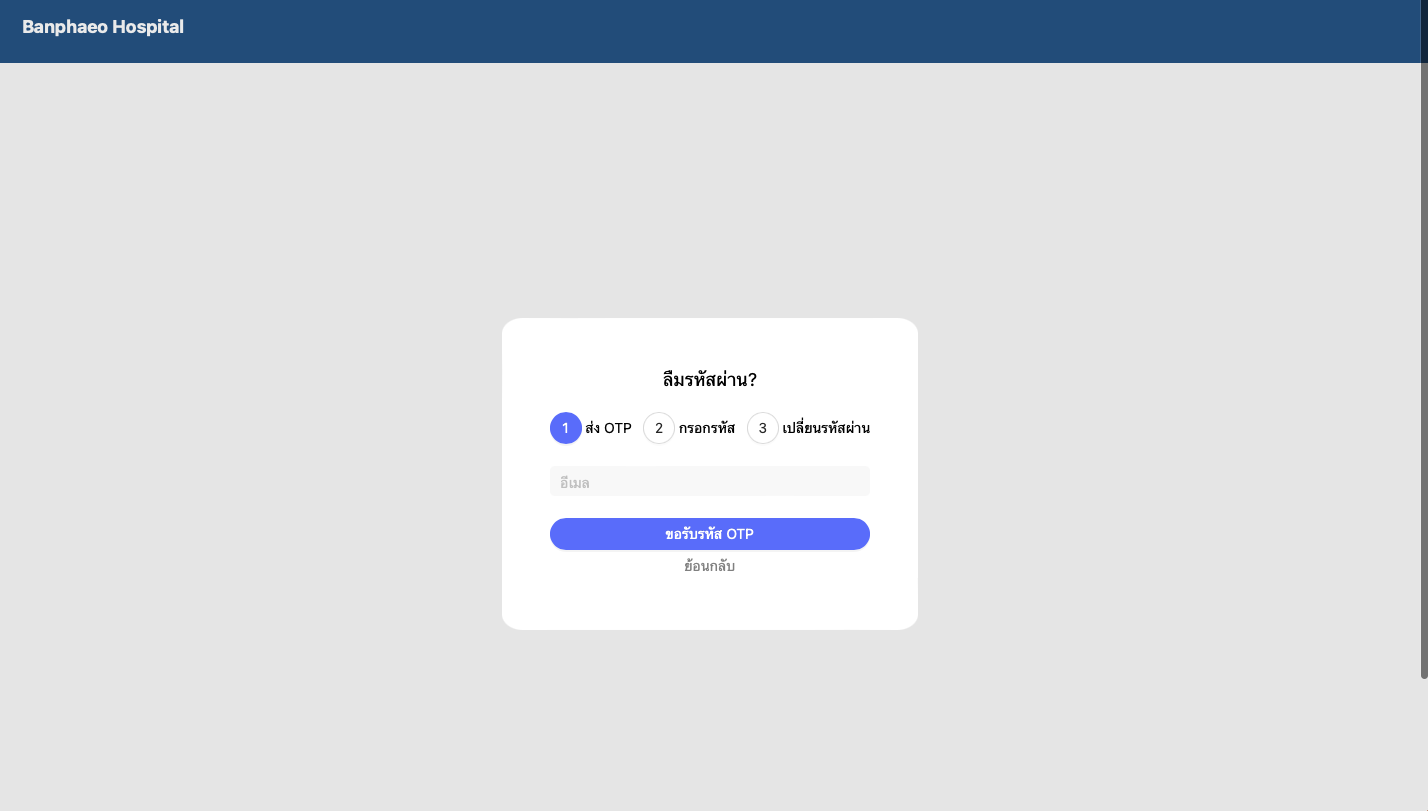 Banphaeo Hospital
ลืมรหัสผ่าน?
1 ส่ง OTP 2 กรอกรหัส 3 เปลี่ยนรหัสผ่าน
อีเมล
ขอรับรหัส OTP
ย้อนกลับ